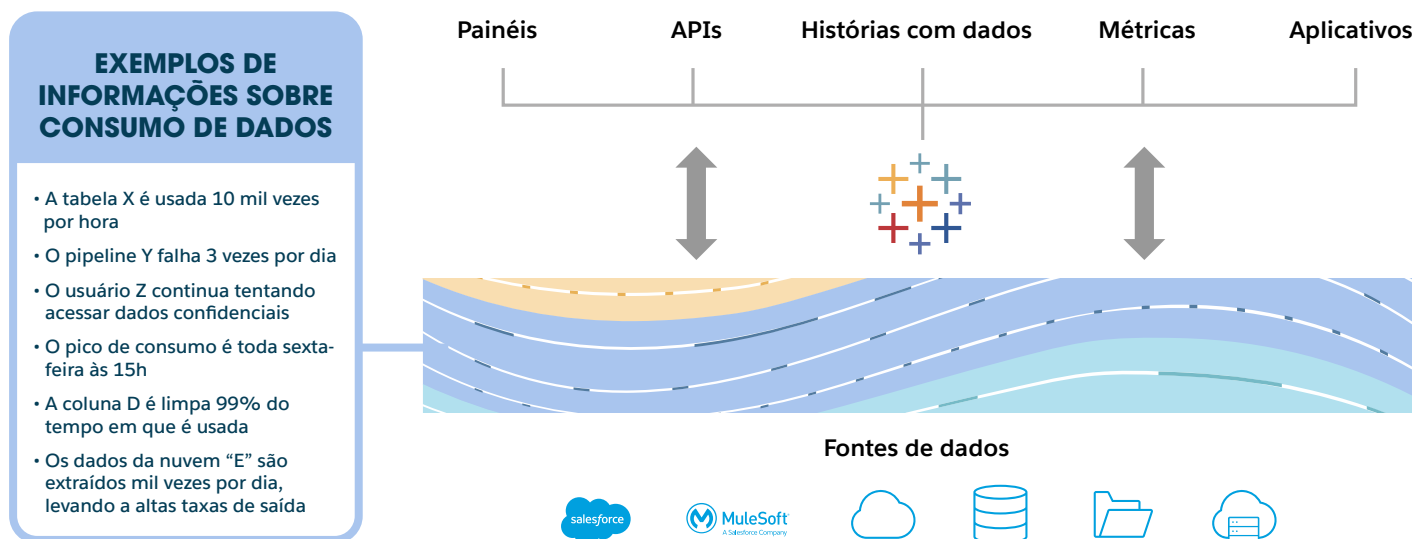 EXEMPLOS DE
INFORMAÇÕES SOBRE
CONSUMO DE DADOS
• A tabela X é usada 10 mil vezes
por hora
• O pipeline Y falha 3 vezes por dia
• O usuário Z continua tentando
acessar dados confidenciais
• O pico de consumo é toda sexta-
feira às 15h
• A coluna D é limpa 99% do
tempo em que é usada
• Os dados da nuvem “E” são
extraídos mil vezes por dia,
levando a altas taxas de saída
Painéis
APIs
Histórias com dados
Métricas
Aplicativos
Fontes de dados
salesforce
MuleSoft
A Salesforce Company